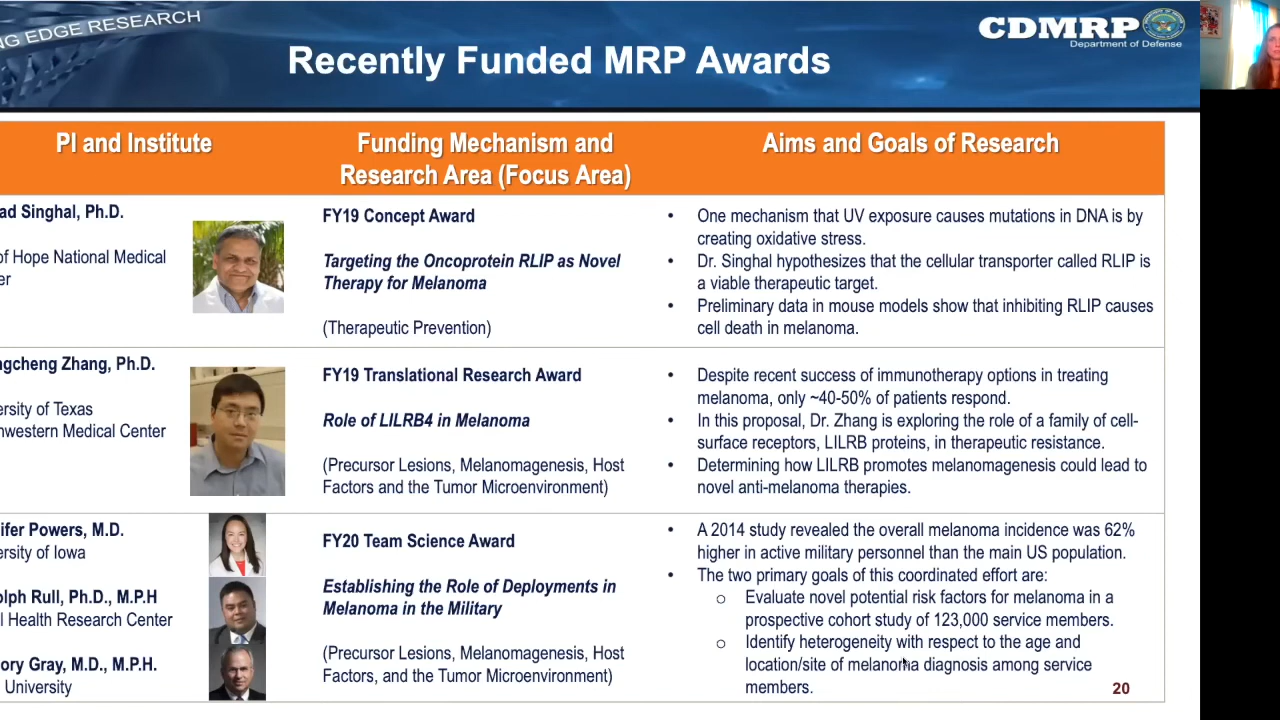 NG EDGE RESEARCH
CDMRP
Department of Defense
Recently Funded MRP Awards
PI and Institute
Funding Mechanism and
Research Area (Focus Area)
Aims and Goals of Research
ad Singhal, Ph.D.
of Hope National Medical
er
FY19 Concept Award
Targeting the Oncoprotein RLIP as Novel
Therapy for Melanoma
(Therapeutic Prevention)
• One mechanism that UV exposure causes mutations in DNA is by
creating oxidative stress.
• Dr. Singhal hypothesizes that the cellular transporter called RLIP is
a viable therapeutic target.
• Preliminary data in mouse models show that inhibiting RLIP causes
cell death in melanoma.
gcheng Zhang, Ph.D.
ersity of Texas
hwestern Medical Center
FY19 Translational Research Award
Role of LILRB4 in Melanoma
(Precursor Lesions, Melanomagenesis, Host
Factors and the Tumor Microenvironment)
• Despite recent success of immunotherapy options in treating
melanoma, only ~40-50% of patients respond.
• In this proposal, Dr. Zhang is exploring the role of a family of cell-
surface receptors, LILRB proteins, in therapeutic resistance.
• Determining how LILRB promotes melanomagenesis could lead to
novel anti-melanoma therapies.
ifer Powers, M.D.
ersity of Iowa
olph Rull, Ph.D., M.P.H
l Health Research Center
ory Gray, M.D., M.P.H.
University
FY20 Team Science Award
Establishing the Role of Deployments in
Melanoma in the Military
(Precursor Lesions, Melanomagenesis, Host
Factors, and the Tumor Microenvironment)
• A 2014 study revealed the overall melanoma incidence was 62%
higher in active military personnel than the main US population.
• The two primary goals of this coordinated effort are:
o Evaluate novel potential risk factors for melanoma in a
prospective cohort study of 123,000 service members.
o Identify heterogeneity with respect to the age and
location/site of melanoma diagnosis among service
members.
20